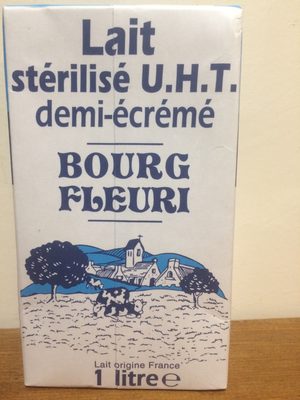 Lait
stérilisé U.H.T.
demi-écrémé
BOURG
FLEURI
Lait origine France
1 litre ℮